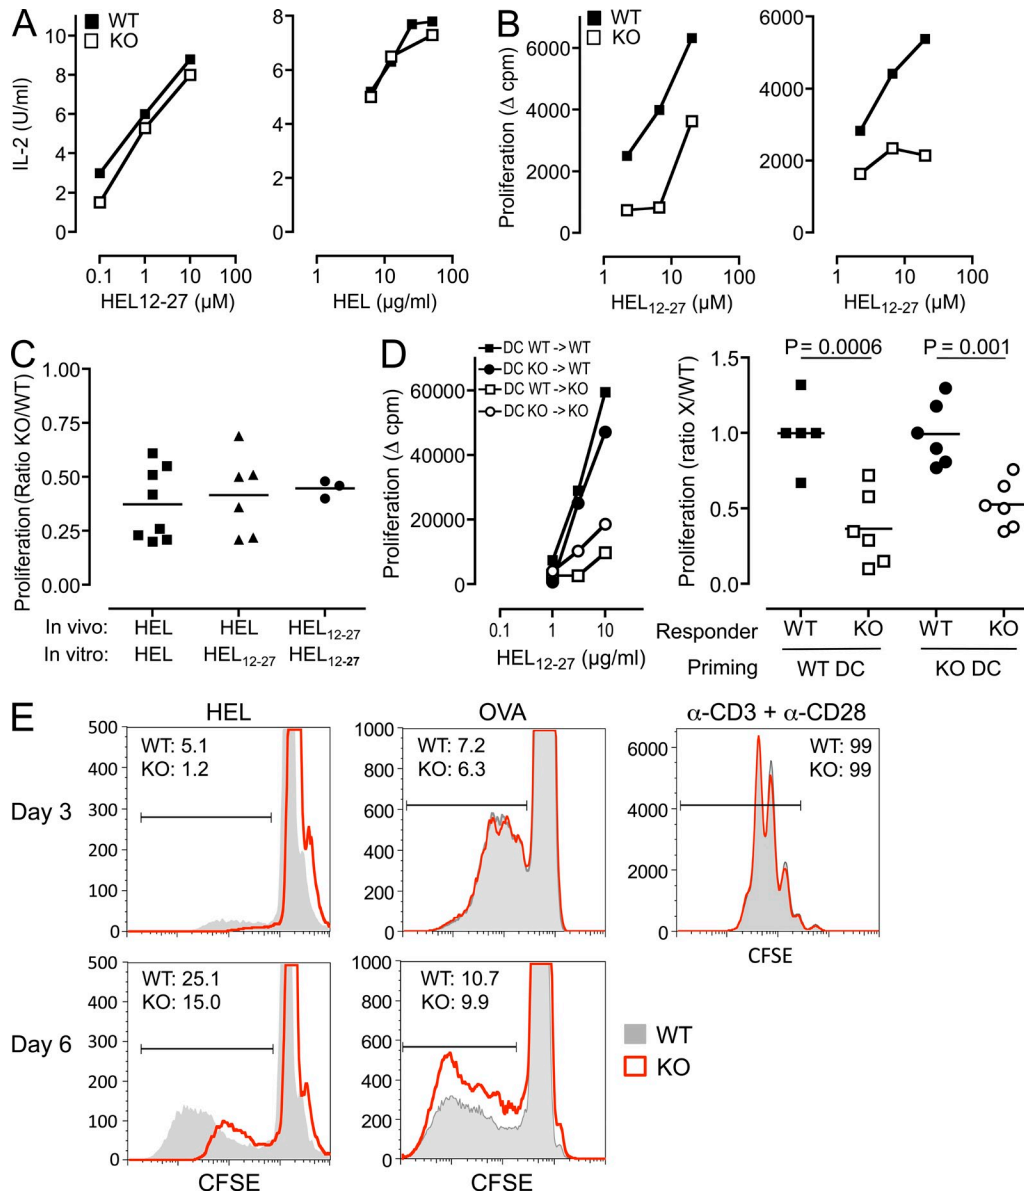 A
WT
KO
IL-2 (U/ml)
10
8
6
4
2
0
0.1 1 10 100
HEL12-27 (µM)
8
6
4
2
0
1 10 100
HEL (µg/ml)
B
WT
KO
Proliferation (Δ cpm)
6000
4000
2000
0
1 10 100
HEL12-27 (µM)
6000
4000
2000
0
1 10 100
HEL12-27 (µM)
C
Proliferation (Ratio KO/WT)
1.00
0.75
0.50
0.25
0.00
In vivo: HEL HEL HEL12-27
In vitro: HEL HEL12-27 HEL12-27
D
DC WT -> WT
DC KO -> WT
DC WT -> KO
DC KO -> KO
Proliferation (Δ cpm)
60000
40000
20000
0
0.1 1 10
HEL12-27 (µg/ml)
P = 0.0006 P = 0.001
Proliferation (ratio X/WT)
1.5
1.0
0.5
0.0
Responder WT KO WT KO
Priming WT DC KO DC
E
HEL OVA α-CD3 + α-CD28
Day 3
500
400
300
200
100
0
WT: 5.1
KO: 1.2
1000
800
600
400
200
0
WT: 7.2
KO: 6.3
6000
4000
2000
0
WT: 99
KO: 99
CFSE
Day 6
500
400
300
200
100
0
WT: 25.1
KO: 15.0
CFSE
1000
800
600
400
200
0
WT: 10.7
KO: 9.9
CFSE
WT
KO